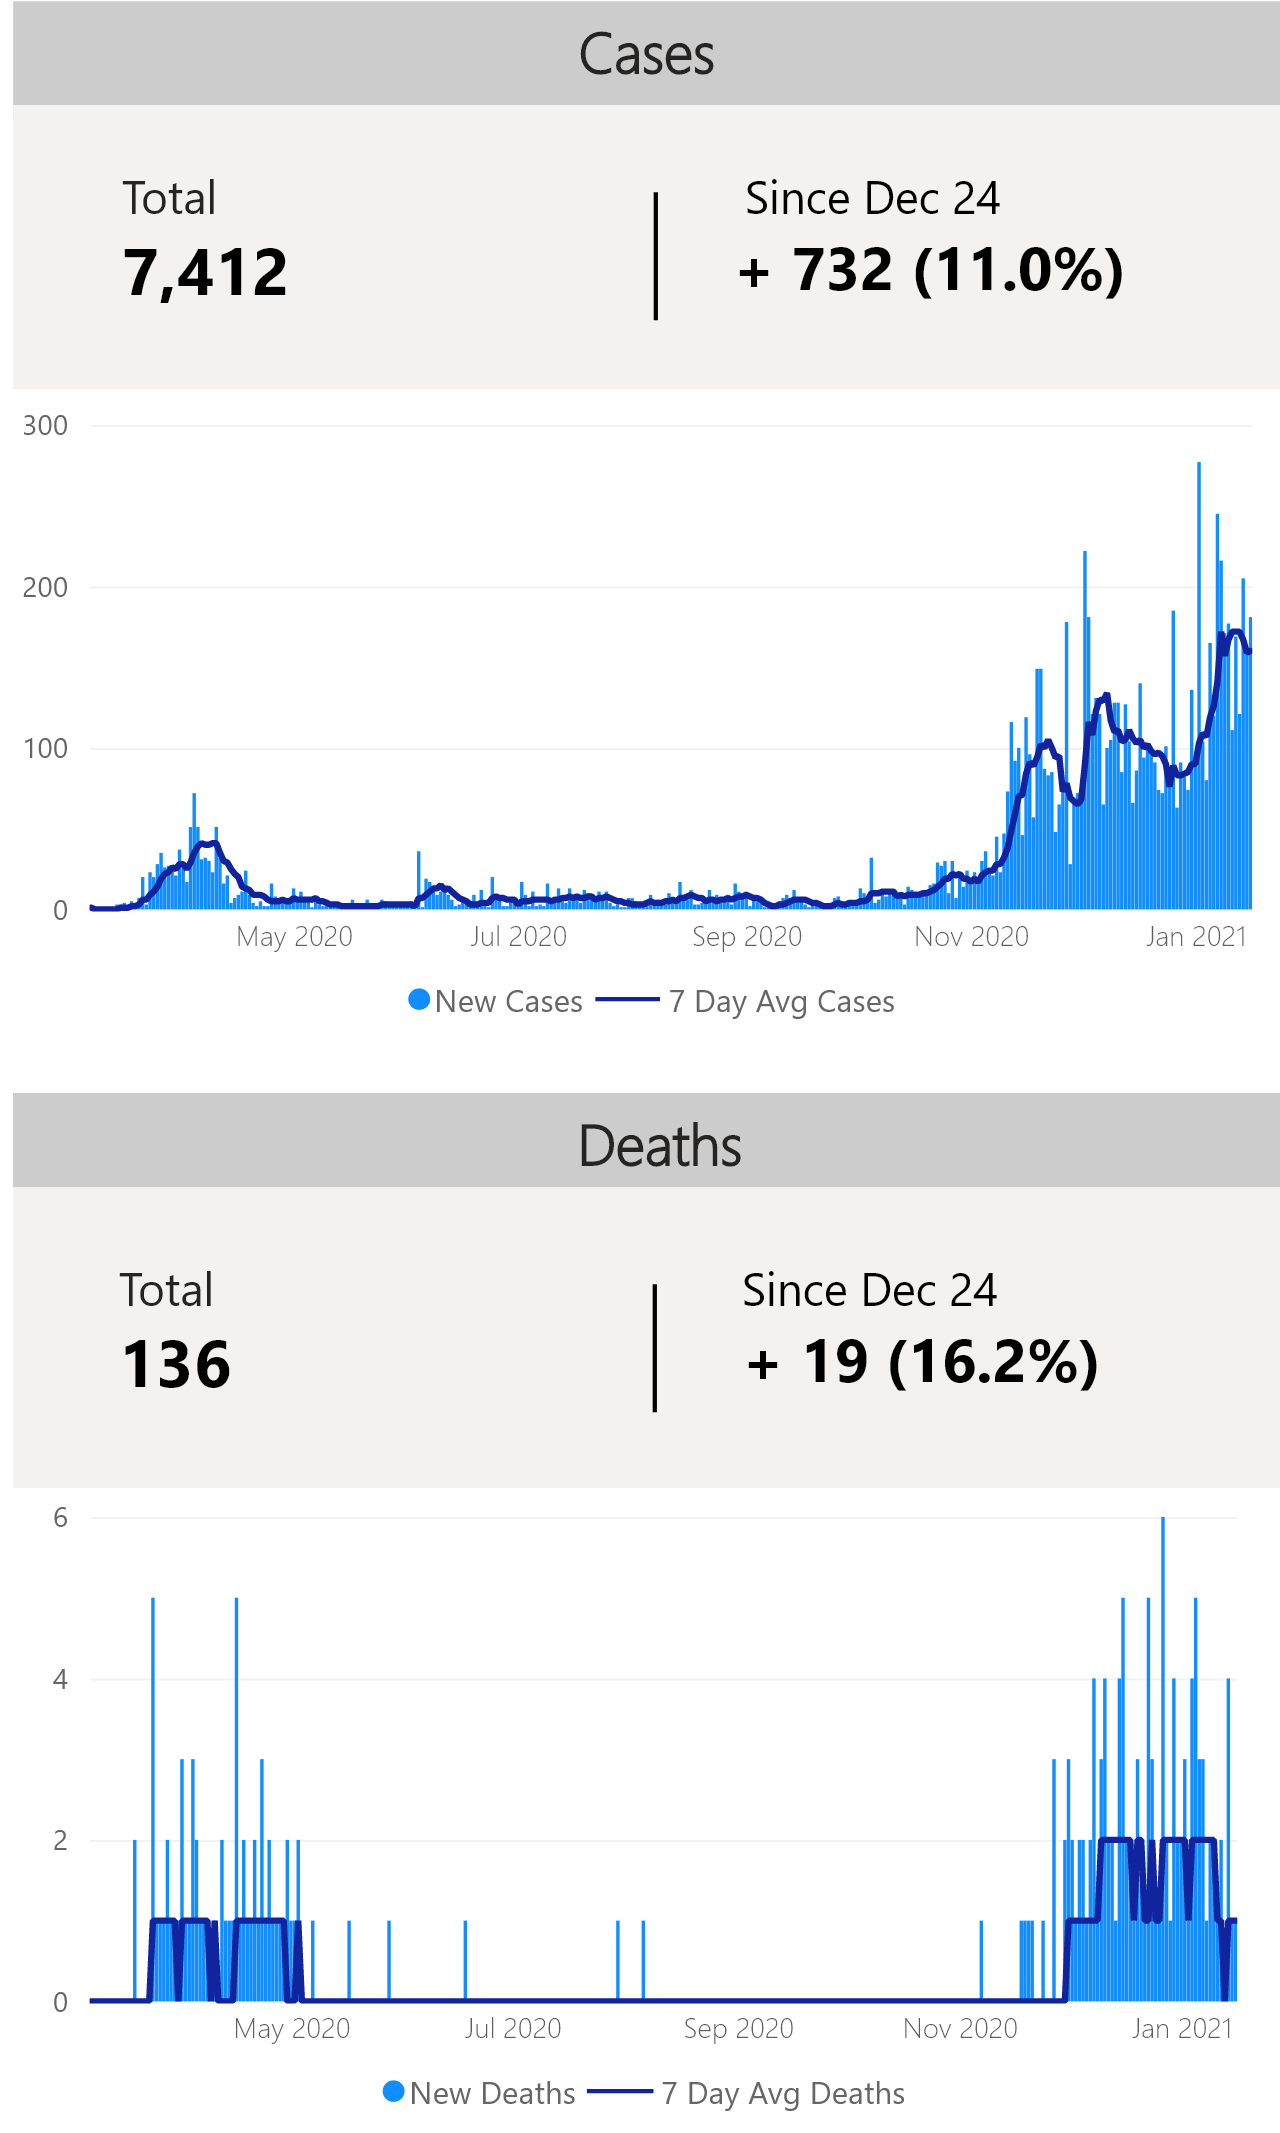 Cases
Total
Since Dec 24
7,412
+ 732 (11.0%)
300
200
100
0
May 2020
Jul 2020
Sep 2020
Nov 2020
Jan 2021
New Cases
7 Day Avg Cases
Deaths
Total
Since Dec 24
136
+ 19 (16.2%)
6
4
2
0
May 2020
Jul 2020
Sep 2020
Nov 2020
Jan 2021
New Deaths
7 Day Avg Deaths